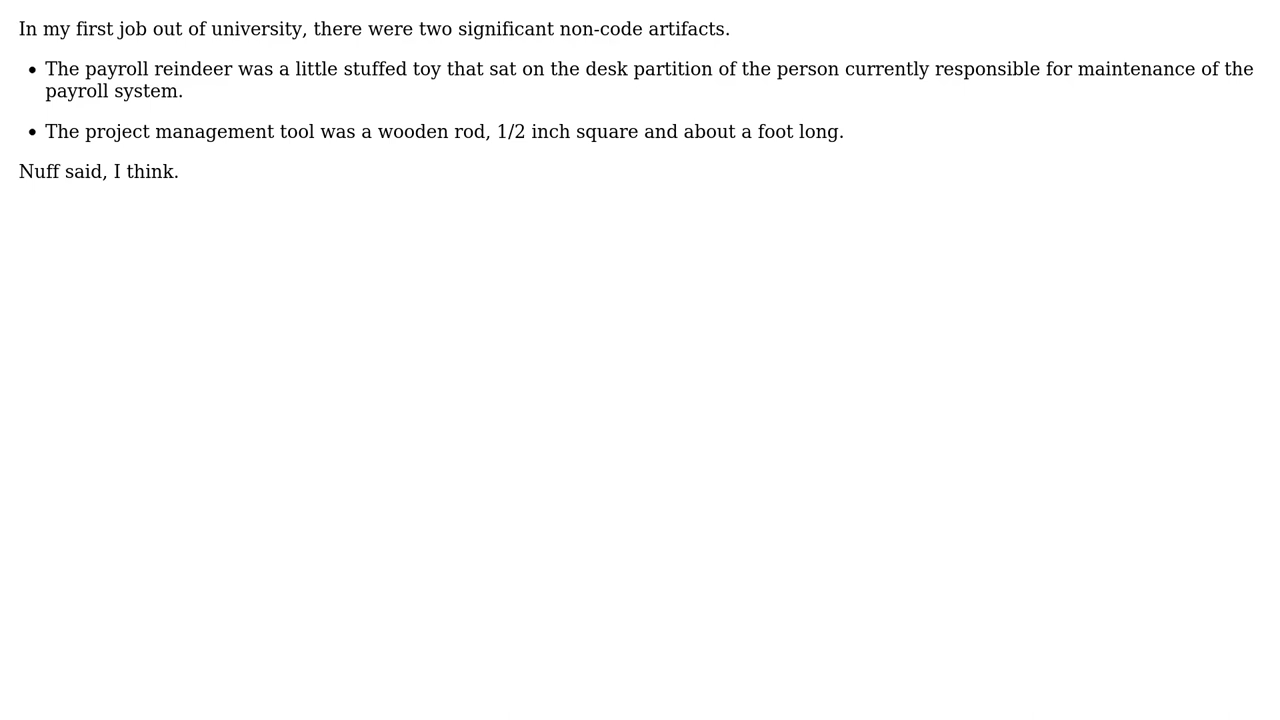 In my first job out of university, there were two significant non-code artifacts.
• The payroll reindeer was a little stuffed toy that sat on the desk partition of the person currently responsible for maintenance of the
payroll system.
• The project management tool was a wooden rod, 1/2 inch square and about a foot long.
Nuff said, I think.